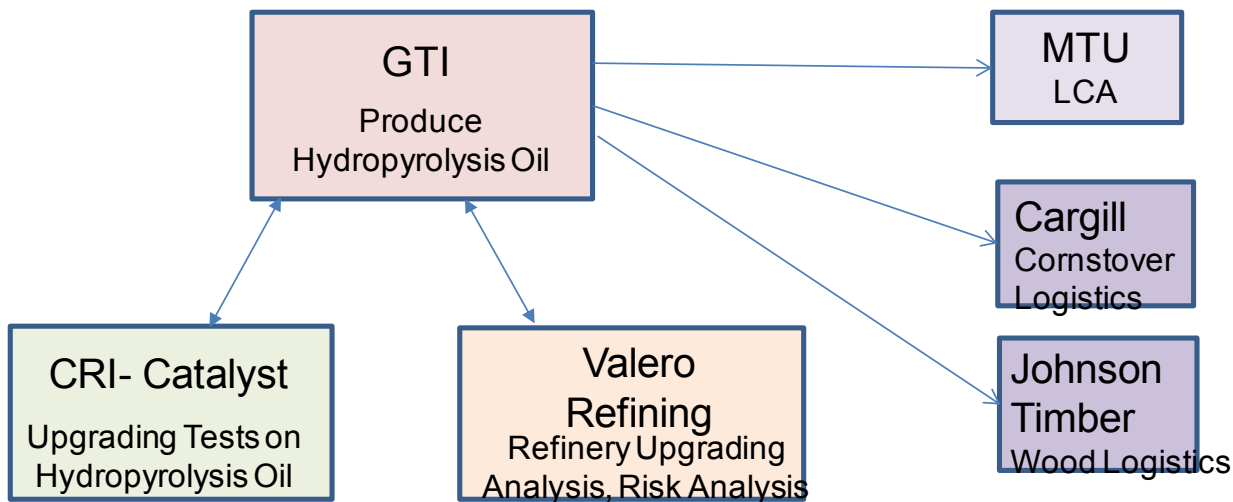 GTI
Produce
Hydropyrolysis Oil
MTU
LCA
Cargill
Cornstover
Logistics
CRI- Catalyst
Upgrading Tests on
Hydropyrolysis Oil
Valero
Refining
Refinery Upgrading
Analysis, Risk Analysis
Johnson
Timber
Wood Logistics